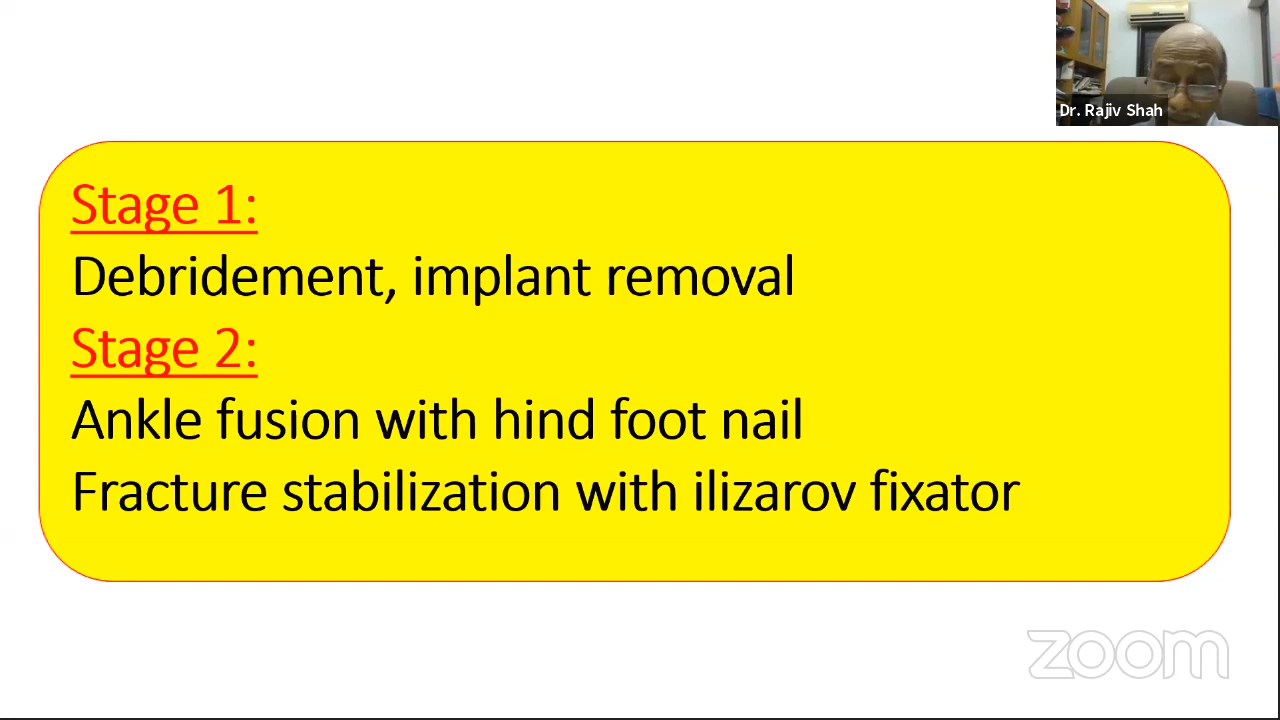 Dr. Rajiv Shah
Stage 1:
Debridement, implant removal
Stage 2:
Ankle fusion with hind foot nail
Fracture stabilization with ilizarov fixator
zoom